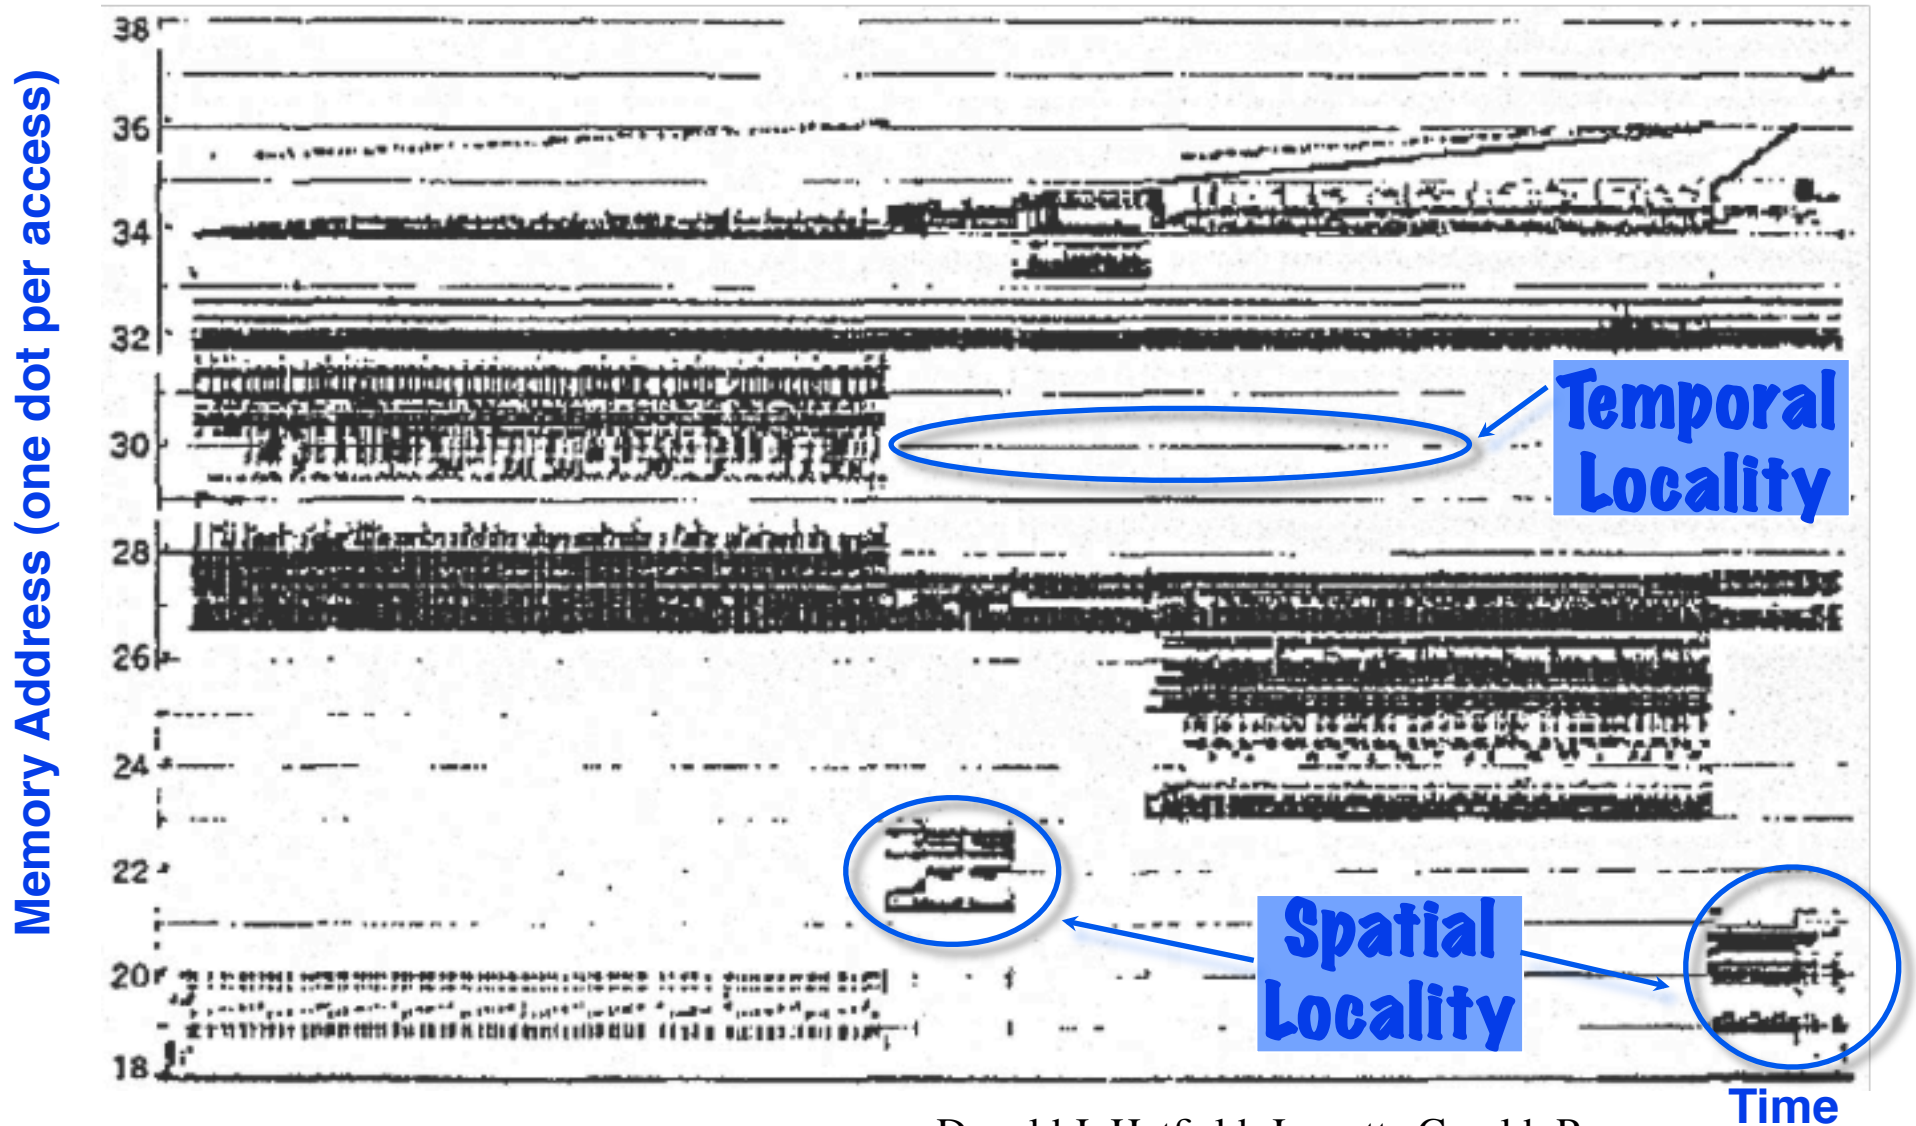 Memory Address (one dot per access)
38
36
34
32
30
28
26
24
22
20
18
Temporal
Locality
Spatial
Locality
Time